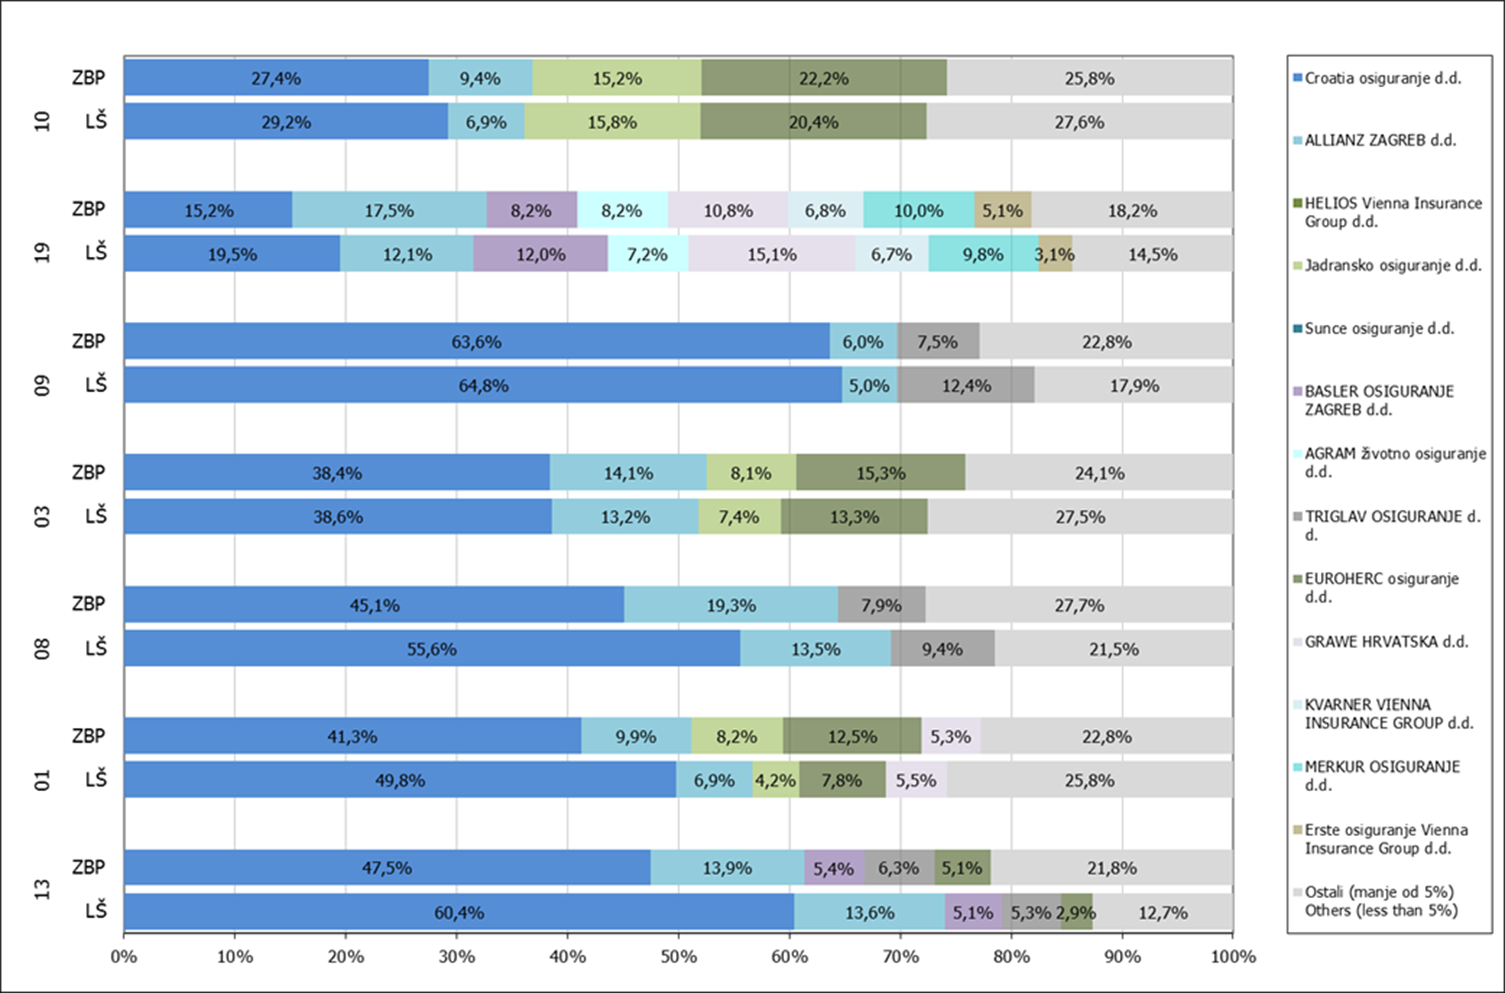 ZBP 27,4% 9,4% 15,2% 22,2% 25,8%
10
LŠ 29,2% 6,9% 15,8% 20,4% 27,6%
ZBP 15,2% 17,5% 8,2% 8,2% 10,8% 6,8% 10,0% 5,1% 18,2%
19
LŠ 19,5% 12,1% 12,0% 7,2% 15,1% 6,7% 9,8% 3,1% 14,5%
ZBP 63,6% 6,0% 7,5% 22,8%
09
LŠ 64,8% 5,0% 12,4% 17,9%
ZBP 38,4% 14,1% 8,1% 15,3% 24,1%
03
LŠ 38,6% 13,2% 7,4% 13,3% 27,5%
ZBP 45,1% 19,3% 7,9% 27,7%
08
LŠ 55,6% 13,5% 9,4% 21,5%
ZBP 41,3% 9,9% 8,2% 12,5% 5,3% 22,8%
01
LŠ 49,8% 6,9% 4,2% 7,8% 5,5% 25,8%
ZBP 47,5% 13,9% 5,4% 6,3% 5,1% 21,8%
13
LŠ 60,4% 13,6% 5,1% 5,3% 2,9% 12,7%
0% 10% 20% 30% 40% 50% 60% 70% 80% 90% 100%
Croatia osiguranje d.d.
ALLIANZ ZAGREB d.d.
HELIOS Vienna Insurance
Group d.d.
Jadransko osiguranje d.d.
Sunce osiguranje d.d.
BASLER OSIGURANJE
ZAGREB d.d.
AGRAM životno osiguranje
d.d.
TRIGLAV OSIGURANJE d.
d.
EUROHERC osiguranje
d.d.
GRAWE HRVATSKA d.d.
KVARNER VIENNA
INSURANCE GROUP d.d.
MERKUR OSIGURANJE
d.d.
Erste osiguranje Vienna
Insurance Group d.d.
Ostali (manje od 5%)
Others (less than 5%)